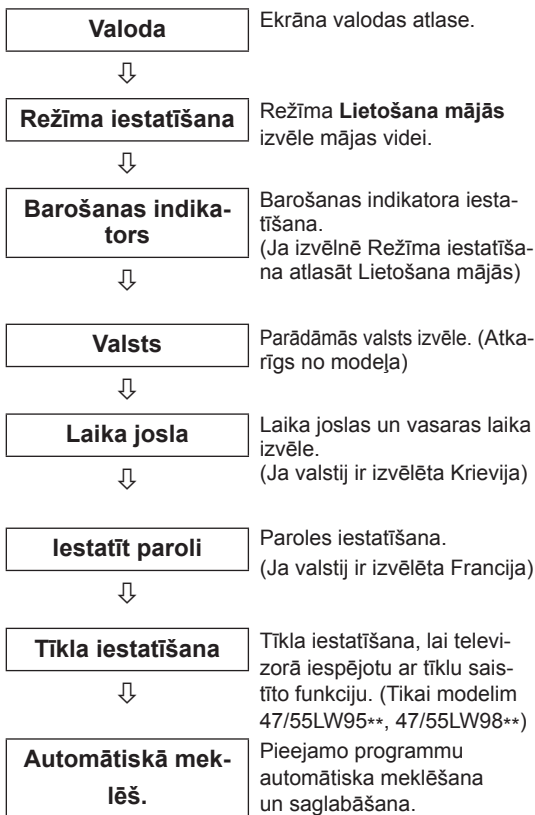 Valoda
Ekrāna valodas atlase.
⇩
Režīma iestatīšana
Režīma Lietošana mājās
izvēle mājas videi.
⇩
Barošanas indika-
tors
Barošanas indikatora iesta-
tīšana.
(Ja izvēlnē Režīma iestatīša-
na atlasāt Lietošana mājās)
⇩
Valsts
Parādāmās valsts izvēle. (Atka-
rīgs no modeļa)
⇩
Laika josla
Laika joslas un vasaras laika
izvēle.
(Ja valstij ir izvēlēta Krievija)
⇩
Iestatīt paroli
Paroles iestatīšana.
(Ja valstij ir izvēlēta Francija)
⇩
Tīkla iestatīšana
Tīkla iestatīšana, lai televi-
zorā iespējotu ar tīklu sais-
tīto funkciju. (Tikai modelim
47/55LW95**, 47/55LW98**)
⇩
Automātiskā mek-
lēš.
Pieejamo programmu
automātiska meklēšana
un saglabāšana.